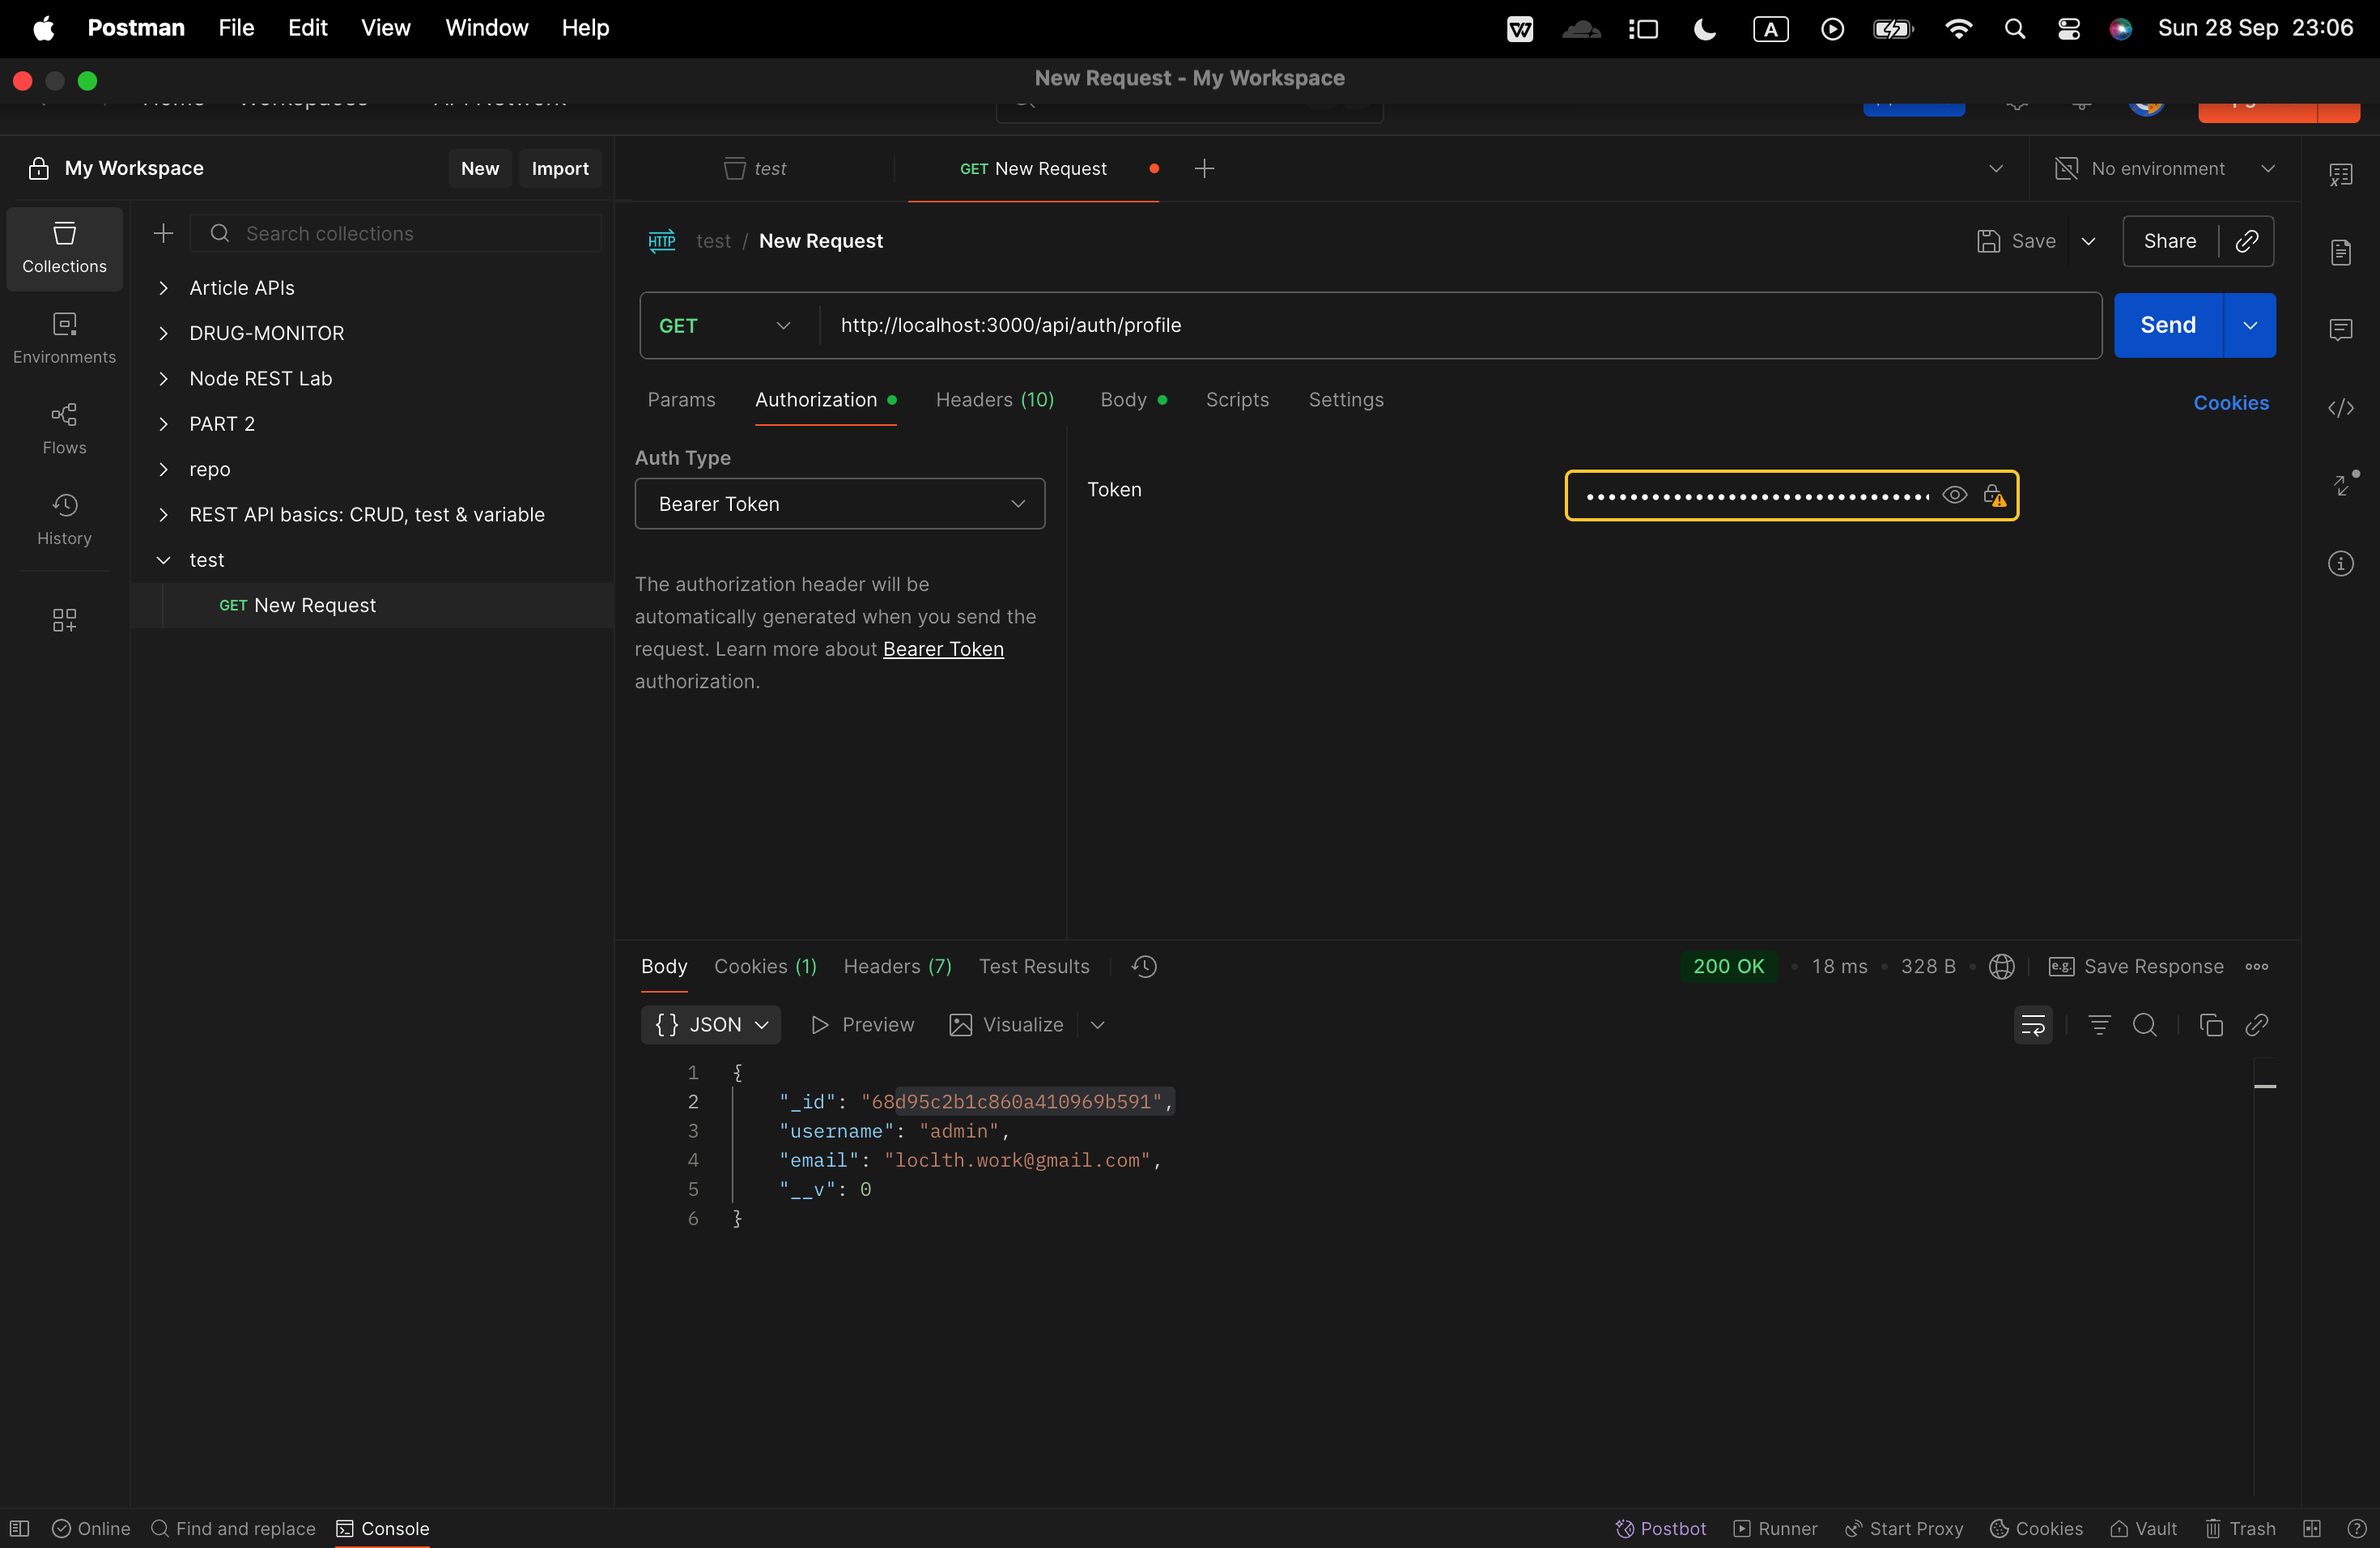 Postman File Edit View Window Help
A Sun 28 Sep 23:06
New Request - My Workspace
My Workspace New Import
test
GET New Request
No environment
Collections
Environments
Flows
History
Search collections
Article APIs
DRUG-MONITOR
Node REST Lab
PART 2
repo
REST API basics: CRUD, test & variable
test
GET New Request
HTTP test / New Request
Save Share
GET http://localhost:3000/api/auth/profile Send
Params Authorization Headers (10) Body Scripts Settings Cookies
Auth Type
Bearer Token
The authorization header will be
automatically generated when you send the
request. Learn more about Bearer Token
authorization.
Token
Body Cookies (1) Headers (7) Test Results
200 OK • 18 ms • 328 B e.g. Save Response
{} JSON Preview Visualize
1 {
2 "_id": "68d95c2b1c860a410969b591",
3 "username": "admin",
4 "email": "loclth.work@gmail.com",
5 "__v": 0
6 }
Online Find and replace Console
Postbot Runner Start Proxy Cookies Vault Trash